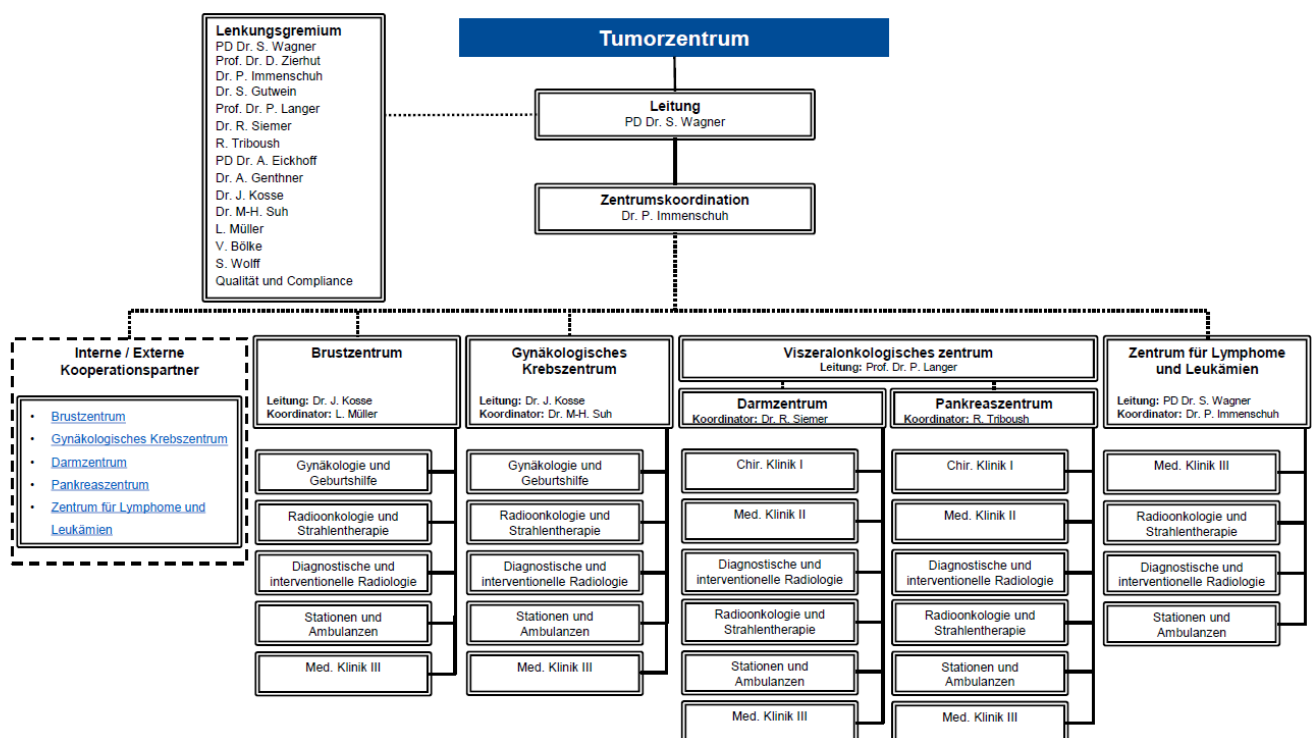 Tumorzentrum
Lenkungsgremium
PD Dr. S. Wagner
Prof. Dr. D. Zierhut
Dr. P. Immenschuh
Dr. S. Gutwein
Prof. Dr. P. Langer
Dr. R. Siemer
R. Triboush
PD Dr. A. Eickhoff
Dr. A. Genthner
Dr. J. Kosse
Dr. M-H. Suh
L. Müller
V. Bölke
S. Wolff
Qualität und Compliance
Leitung
PD Dr. S. Wagner
Zentrumskoordination
Dr. P. Immenschuh
Interne / Externe
Kooperationspartner
• Brustzentrum
• Gynäkologisches Krebszentrum
• Darmzentrum
• Pankreaszentrum
• Zentrum für Lymphome und
Leukämien
Brustzentrum
Leitung: Dr. J. Kosse
Koordinator: L. Müller
Gynäkologie und
Geburtshilfe
Radioonkologie und
Strahlentherapie
Diagnostische und
interventionelle Radiologie
Stationen und
Ambulanzen
Med. Klinik III
Gynäkologisches
Krebszentrum
Leitung: Dr. J. Kosse
Koordinator: Dr. M-H. Suh
Gynäkologie und
Geburtshilfe
Radioonkologie und
Strahlentherapie
Diagnostische und
interventionelle Radiologie
Stationen und
Ambulanzen
Med. Klinik III
Viszeralonkologisches zentrum
Leitung: Prof. Dr. P. Langer
Darmzentrum
Koordinator: Dr. R. Siemer
Chir. Klinik I
Med. Klinik II
Diagnostische und
interventionelle Radiologie
Radioonkologie und
Strahlentherapie
Stationen und
Ambulanzen
Med. Klinik III
Pankreaszentrum
Koordinator: R. Triboush
Chir. Klinik I
Med. Klinik II
Diagnostische und
interventionelle Radiologie
Radioonkologie und
Strahlentherapie
Stationen und
Ambulanzen
Med. Klinik III
Zentrum für Lymphome
und Leukämien
Leitung: PD Dr. S. Wagner
Koordinator: Dr. P. Immenschuh
Med. Klinik III
Radioonkologie und
Strahlentherapie
Diagnostische und
interventionelle Radiologie
Stationen und
Ambulanzen